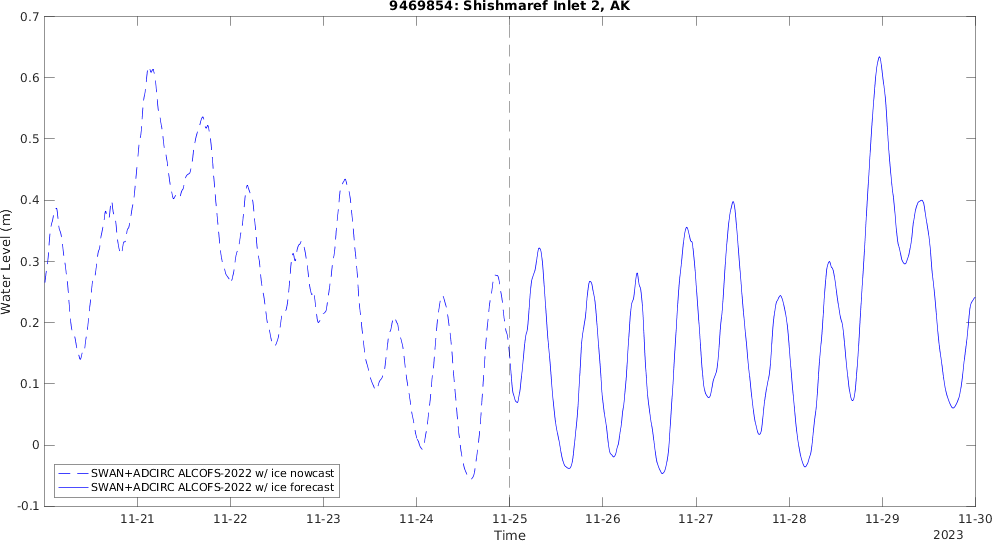 9469854: Shishmaref Inlet 2, AK
0.7
0.6
0.5
0.4
0.3
0.2
0.1
0
-0.1
Water Level (m)
SWAN+ADCIRC ALCOFS-2022 w/ ice nowcast
SWAN+ADCIRC ALCOFS-2022 w/ ice forecast
11-21 11-22 11-23 11-24 11-25 11-26 11-27 11-28 11-29 11-30
Time
2023